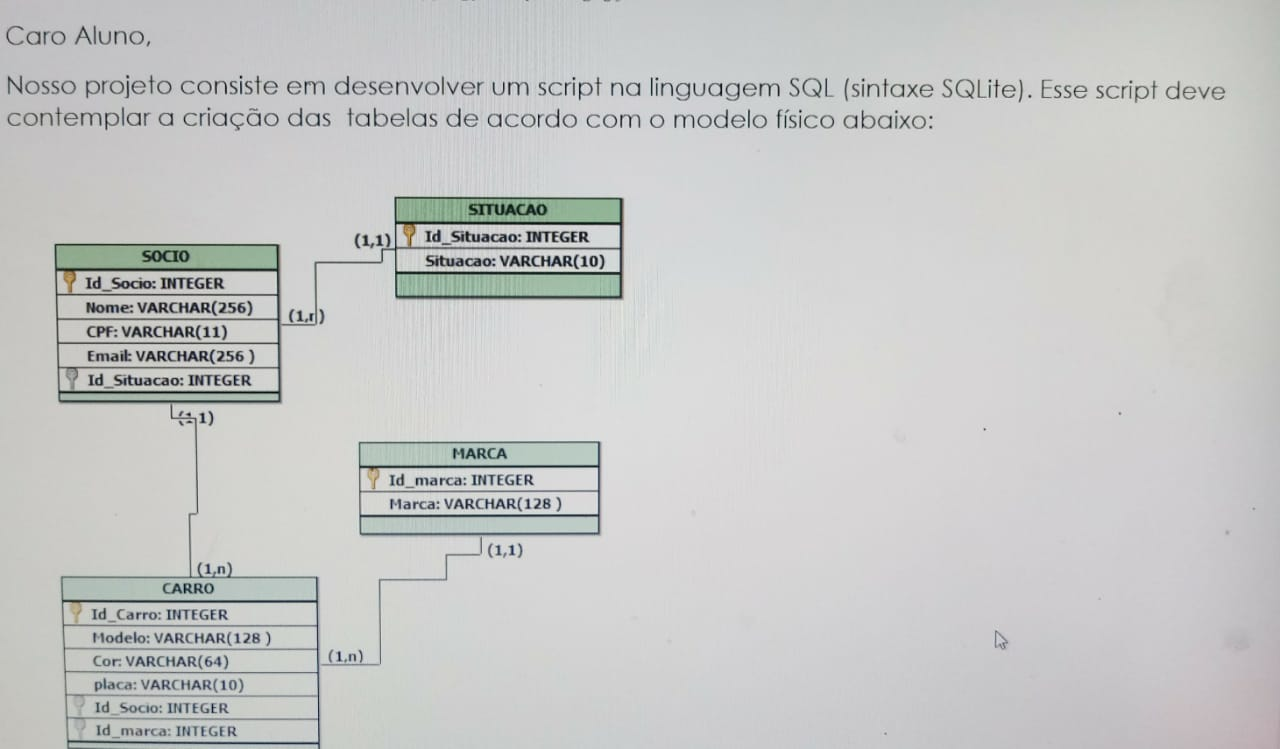 Caro Aluno,
Nosso projeto consiste em desenvolver um script na linguagem SQL (sintaxe SQLite). Esse script deve
contemplar a criação das tabelas de acordo com o modelo físico abaixo:
SITUACAO
(1,1)
Id_Situacao: INTEGER
Situacao: VARCHAR(10)
SOCIO
Id_Socio: INTEGER
Nome: VARCHAR(256)
CPF: VARCHAR(11)
Email: VARCHAR(256 )
Id_Situacao: INTEGER
(1,n)
(1,1)
MARCA
Id_marca: INTEGER
Marca: VARCHAR(128 )
(1,1)
(1,n)
CARRO
Id_Carro: INTEGER
Modelo: VARCHAR(128 )
Cor: VARCHAR(64)
placa: VARCHAR(10)
Id_Socio: INTEGER
Id_marca: INTEGER
(1,n)